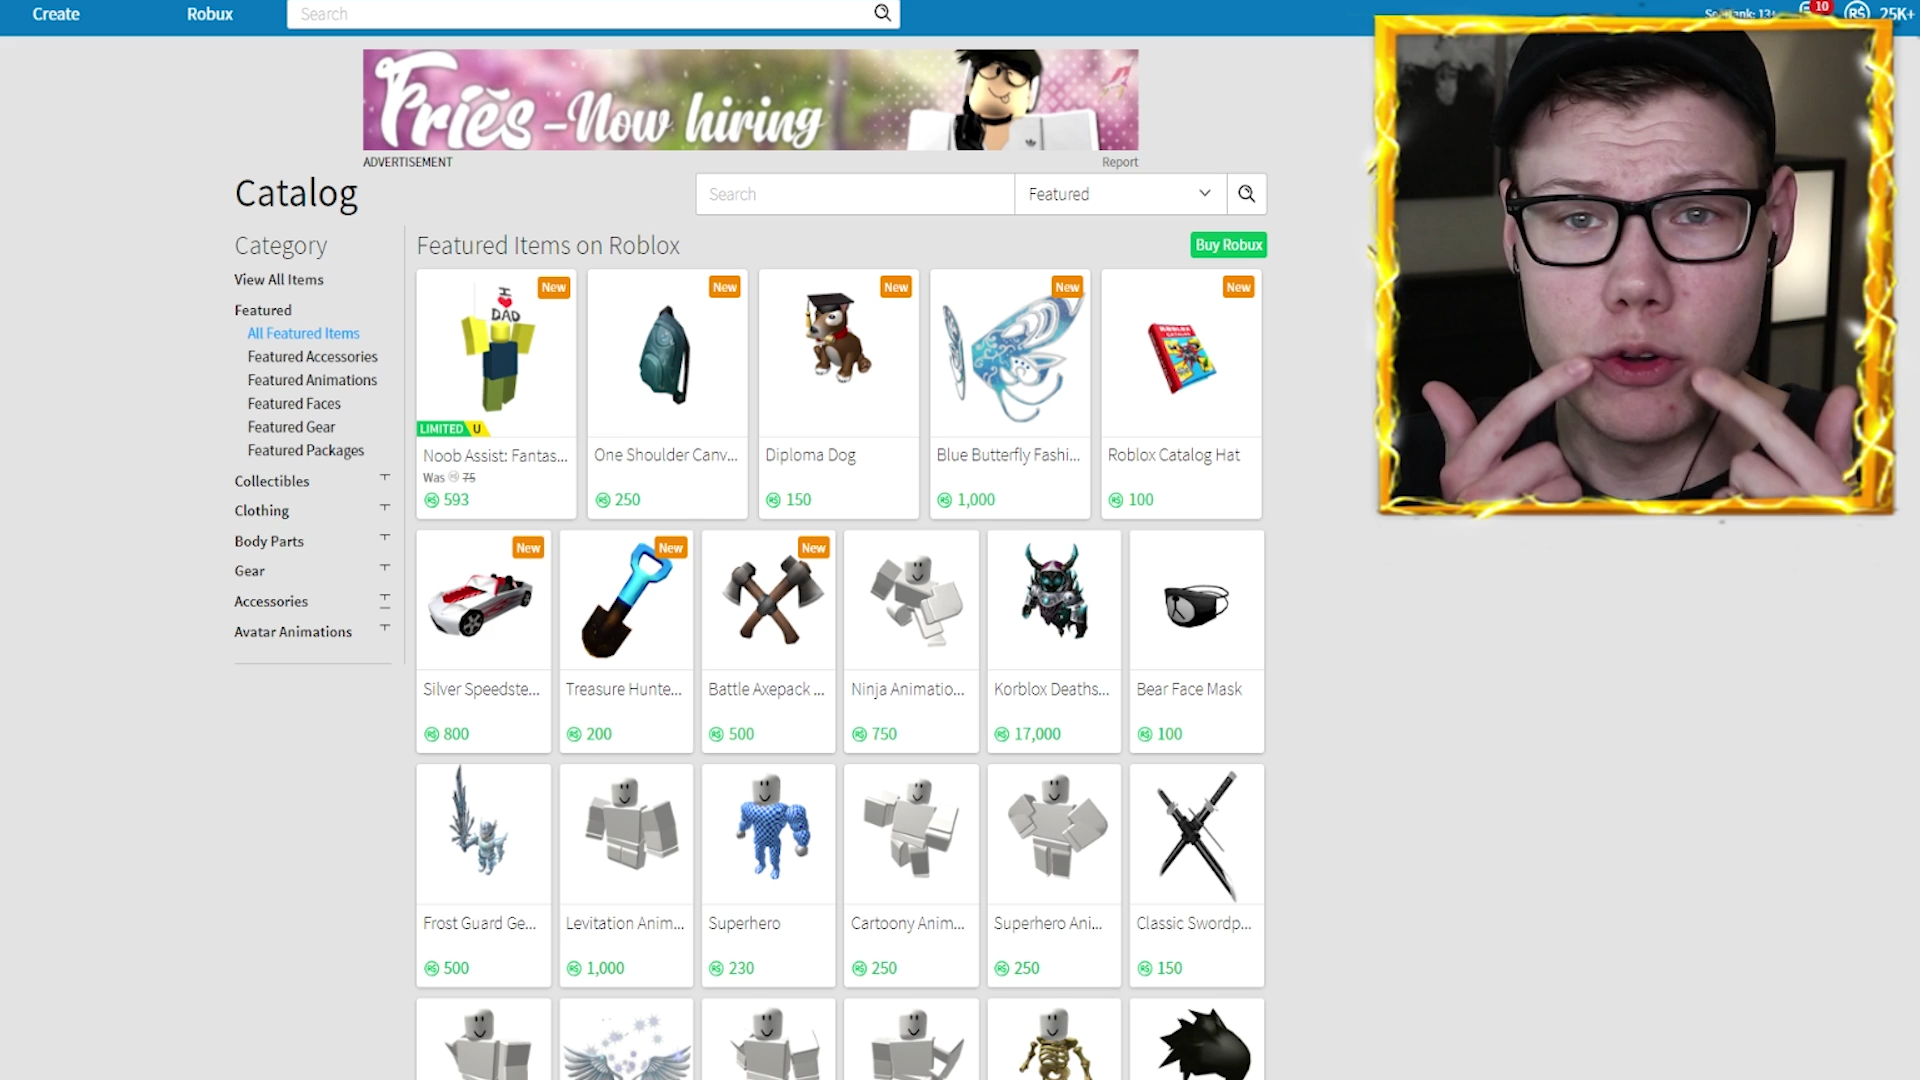 Create
Robux
Search
10
25K+
Friës -Now hiring
ADVERTISEMENT
Report
Catalog
Search
Featured
Category
Featured Items on Roblox
Buy Robux
View All Items
Featured
All Featured Items
Featured Accessories
Featured Animations
Featured Faces
Featured Gear
Featured Packages
Collectibles
Clothing
Body Parts
Gear
Accessories
Avatar Animations
New
New
New
New
New
I
DAD
LIMITED U
Noob Assist: Fantas...
One Shoulder Canv...
Diploma Dog
Blue Butterfly Fashi...
Roblox Catalog Hat
Was R$ 75
R$ 593
R$ 250
R$ 150
R$ 1,000
R$ 100
New
New
New
Silver Speedste...
Treasure Hunte...
Battle Axepack ...
Ninja Animatio...
Korblox Deaths...
Bear Face Mask
R$ 800
R$ 200
R$ 500
R$ 750
R$ 17,000
R$ 100
Frost Guard Ge...
Levitation Anim...
Superhero
Cartoony Anim...
Superhero Ani...
Classic Swordp...
R$ 500
R$ 1,000
R$ 230
R$ 250
R$ 250
R$ 150